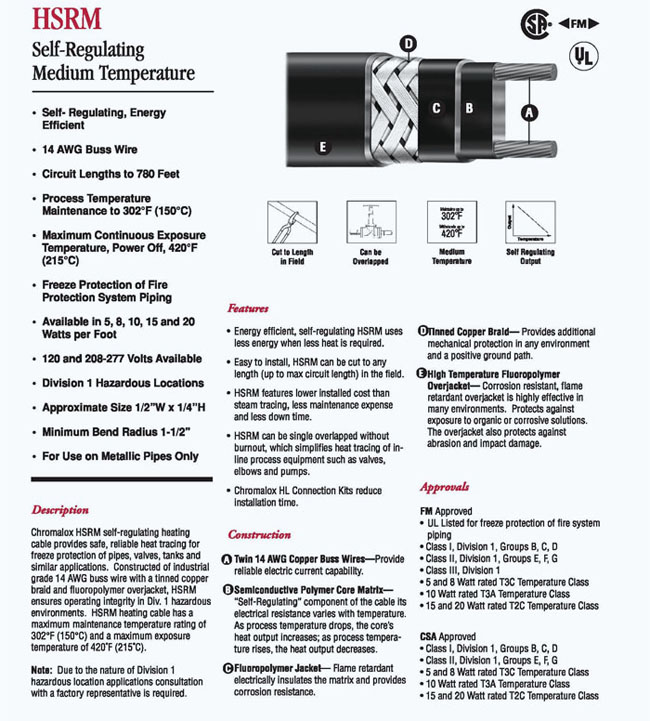 HSRM
Self-Regulating
Medium Temperature
• Self- Regulating, Energy
Efficient
• 14 AWG Buss Wire
• Circuit Lengths to 780 Feet
• Process Temperature
Maintenance to 302°F (150°C)
• Maximum Continuous Exposure
Temperature, Power Off, 420°F
(215°C)
• Freeze Protection of Fire
Protection System Piping
• Available in 5, 8, 10, 15 and 20
Watts per Foot
• 120 and 208-277 Volts Available
• Division 1 Hazardous Locations
• Approximate Size 1/2"W x 1/4"H
• Minimum Bend Radius 1-1/2"
• For Use on Metallic Pipes Only
Description
Chromalox HSRM self-regulating heating
cable provides safe, reliable heat tracing for
freeze protection of pipes, valves, tanks and
similar applications. Constructed of industrial
grade 14 AWG buss wire with a tinned copper
braid and fluoropolymer overjacket, HSRM
ensures operating integrity in Div. 1 hazardous
environments. HSRM heating cable has a
maximum maintenance temperature rating of
302°F (150°C) and a maximum exposure
temperature of 420°F (215°C).
Note: Due to the nature of Division 1
hazardous location applications consultation
with a factory representative is required.
SA
FM
UL
D
E
C
B
A
Cut to Length
in Field
Can be
Overlapped
302°F
420°F
Medium
Temperature
Output
Temperature
Self Regulating
Output
Features
• Energy efficient, self-regulating HSRM uses
less energy when less heat is required.
• Easy to install, HSRM can be cut to any
length (up to max circuit length) in the field.
• HSRM features lower installed cost than
steam tracing, less maintenance expense
and less down time.
• HSRM can be single overlapped without
burnout, which simplifies heat tracing of in-
line process equipment such as valves,
elbows and pumps.
• Chromalox HL Connection Kits reduce
installation time.
Construction
A Twin 14 AWG Copper Buss Wires—Provide
reliable electric current capability.
B Semiconductive Polymer Core Matrix—
"Self-Regulating" component of the cable its
electrical resistance varies with temperature.
As process temperature drops, the core's
heat output increases; as process tempera-
ture rises, the heat output decreases.
C Fluoropolymer Jacket— Flame retardant
electrically insulates the matrix and provides
corrosion resistance.
D Tinned Copper Braid— Provides additional
mechanical protection in any environment
and a positive ground path.
E High Temperature Fluoropolymer
Overjacket— Corrosion resistant, flame
retardant overjacket is highly effective in
many environments. Protects against
exposure to organic or corrosive solutions.
The overjacket also protects against
abrasion and impact damage.
Approvals
FM Approved
• UL Listed for freeze protection of fire system
piping
• Class I, Division 1, Groups B, C, D
• Class II, Division 1, Groups E, F, G
• Class III, Division 1
• 5 and 8 Watt rated T3C Temperature Class
• 10 Watt rated T3A Temperature Class
• 15 and 20 Watt rated T2C Temperature Class
CSA Approved
• Class I, Division 1, Groups B, C, D
• Class II, Division 1, Groups E, F, G
• 5 and 8 Watt rated T3C Temperature Class
• 10 Watt rated T3A Temperature Class
• 15 and 20 Watt rated T2C Temperature Class